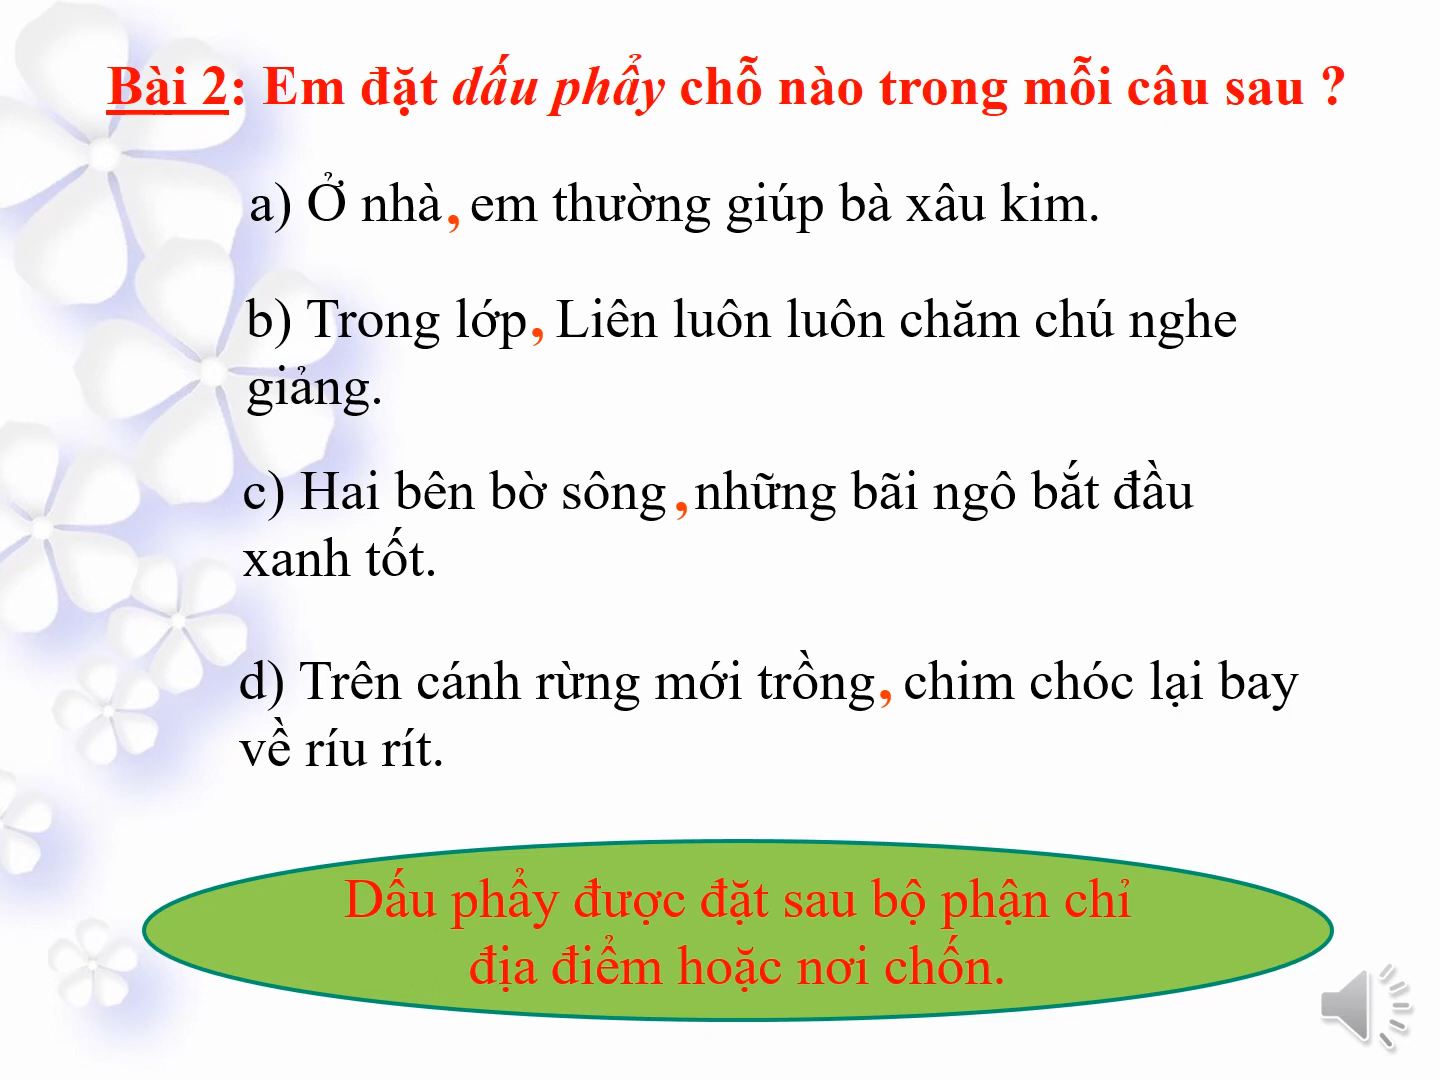 Bài 2: Em đặt dấu phẩy chỗ nào trong mỗi câu sau ?
a) Ở nhà, em thường giúp bà xâu kim.
b) Trong lớp, Liên luôn luôn chăm chú nghe
giảng.
c) Hai bên bờ sông , những bãi ngô bắt đầu
xanh tốt.
d) Trên cánh rừng mới trồng, chim chóc lại bay
về ríu rít.
Dấu phẩy được đặt sau bộ phận chỉ
địa điểm hoặc nơi chốn.